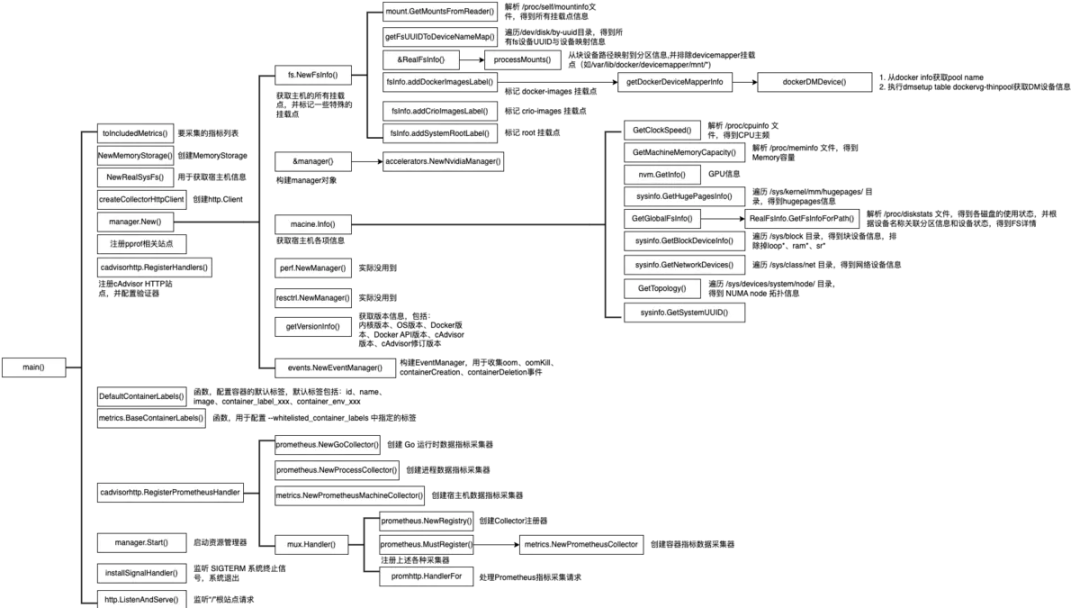 main()
toIncludedMetrics()
要采集的指标列表
NewMemoryStorage()
创建MemoryStorage
NewRealSysFs()
用于获取宿主机信息
createCollectorHttpClient
创建http.Client
manager.New()
注册pprof相关站点
cadvisorhttp.RegisterHandlers()
注册cAdvisor HTTP站
点，并配置验证器
DefaultContainerLabels()
函数，配置容器的默认标签，默认标签包括：id、name、
image、container_label_xxx、container_env_xxx
metrics.BaseContainerLabels()
函数，用于配置 --whitelisted_container_labels 中指定的标签
cadvisorhttp.RegisterPrometheusHandler
manager.Start()
启动资源管理器
installSignalHandler()
监听 SIGTERM 系统终止信
号，系统退出
http.ListenAndServe()
监听"/"根站点请求
fs.NewFsInfo()
获取主机的所有挂载
点，并标记一些特殊的
挂载点
&manager()
构建manager对象
accelerators.NewNvidiaManager()
macine.Info()
获取宿主机各项信息
perf.NewManager()
实际没用到
resctrl.NewManager()
实际没用到
getVersionInfo()
获取版本信息，包括：
内核版本、OS版本、Docker版
本、Docker API版本、cAdvisor
版本、cAdvisor修订版本
events.NewEventManager()
构建EventManager，用于收集oom、oomKill、
containerCreation、containerDeletion事件
mount.GetMountsFromReader()
解析 /proc/self/mountinfo文
件，得到所有挂载点信息
getFsUUIDToDeviceNameMap()
遍历/dev/disk/by-uuid目录，得到所
有fs设备UUID与设备映射信息
&RealFsInfo()
processMounts()
从块设备路径映射到分区信息,并排除devicemapper挂载
点（如/var/lib/docker/devicemapper/mnt/*）
fsInfo.addDockerImagesLabel()
标记 docker-images 挂载点
getDockerDeviceMapperInfo
dockerDMDevice()
1. 从docker info获取pool name
2. 执行dmsetup table dockervg-thinpool获取DM设备信息
fsInfo.addCrioImagesLabel()
标记 crio-images 挂载点
fsInfo.addSystemRootLabel()
标记 root 挂载点
GetClockSpeed()
解析 /proc/cpuinfo 文
件，得到CPU主频
GetMachineMemoryCapacity()
解析 /proc/meminfo 文件，得到
Memory容量
nvm.GetInfo()
GPU信息
sysinfo.GetHugePagesInfo()
遍历 /sys/kernel/mm/hugepages/ 目
录，得到hugepages信息
GetGlobalFsInfo()
RealFsInfo.GetFsInfoForPath()
解析 /proc/diskstats 文件，得到各磁盘的使用状态，并根
据设备名称关联分区信息和设备状态，得到FS详情
sysinfo.GetBlockDeviceInfo()
遍历 /sys/block 目录，得到块设备信息，排
除掉loop*、ram*、sr*
sysinfo.GetNetworkDevices()
遍历 /sys/class/net 目录，得到网络设备信息
GetTopology()
遍历 /sys/devices/system/node/ 目录，
得到 NUMA node 拓扑信息
sysinfo.GetSystemUUID()
prometheus.NewGoCollector()
创建 Go 运行时数据指标采集器
prometheus.NewProcessCollector()
创建进程数据指标采集器
metrics.NewPrometheusMachineCollector()
创建宿主机数据指标采集器
mux.Handler()
prometheus.NewRegistry()
创建Collector注册器
prometheus.MustRegister()
注册上述各种采集器
metrics.NewPrometheusCollector
创建容器指标数据采集器
promhttp.HandlerFor
处理Prometheus指标采集请求